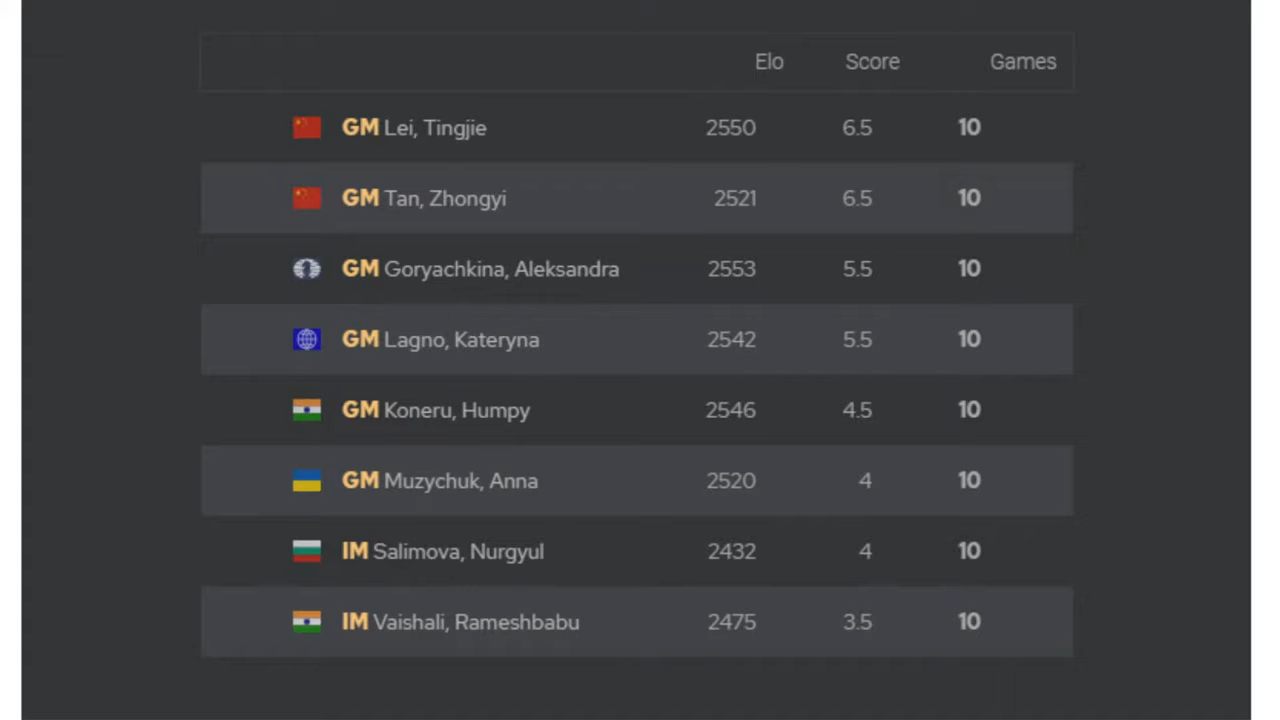 Elo Score Games
GM Lei, Tingjie 2550 6.5 10
GM Tan, Zhongyi 2521 6.5 10
GM Goryachkina, Aleksandra 2553 5.5 10
GM Lagno, Kateryna 2542 5.5 10
GM Koneru, Humpy 2546 4.5 10
GM Muzychuk, Anna 2520 4 10
IM Salimova, Nurgyul 2432 4 10
IM Vaishali, Rameshbabu 2475 3.5 10